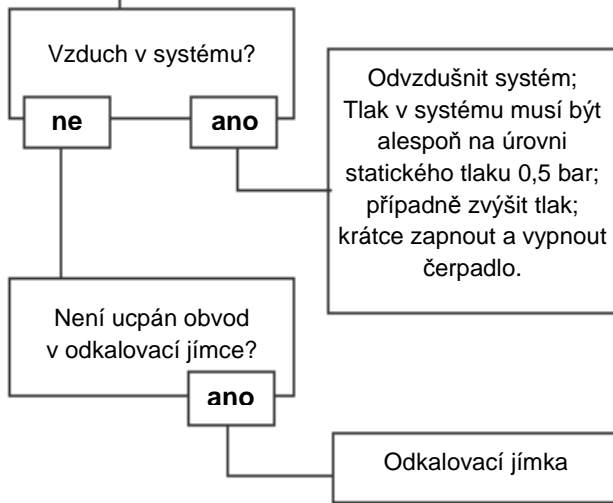 Vzduch v systému?
ne
ano
Odvzdušnit systém;
Tlak v systému musí být
alespoň na úrovni
statického tlaku 0,5 bar;
případně zvýšit tlak;
krátce zapnout a vypnout
čerpadlo.
Není ucpán obvod
v odkalovací jímce?
ano
Odkalovací jímka